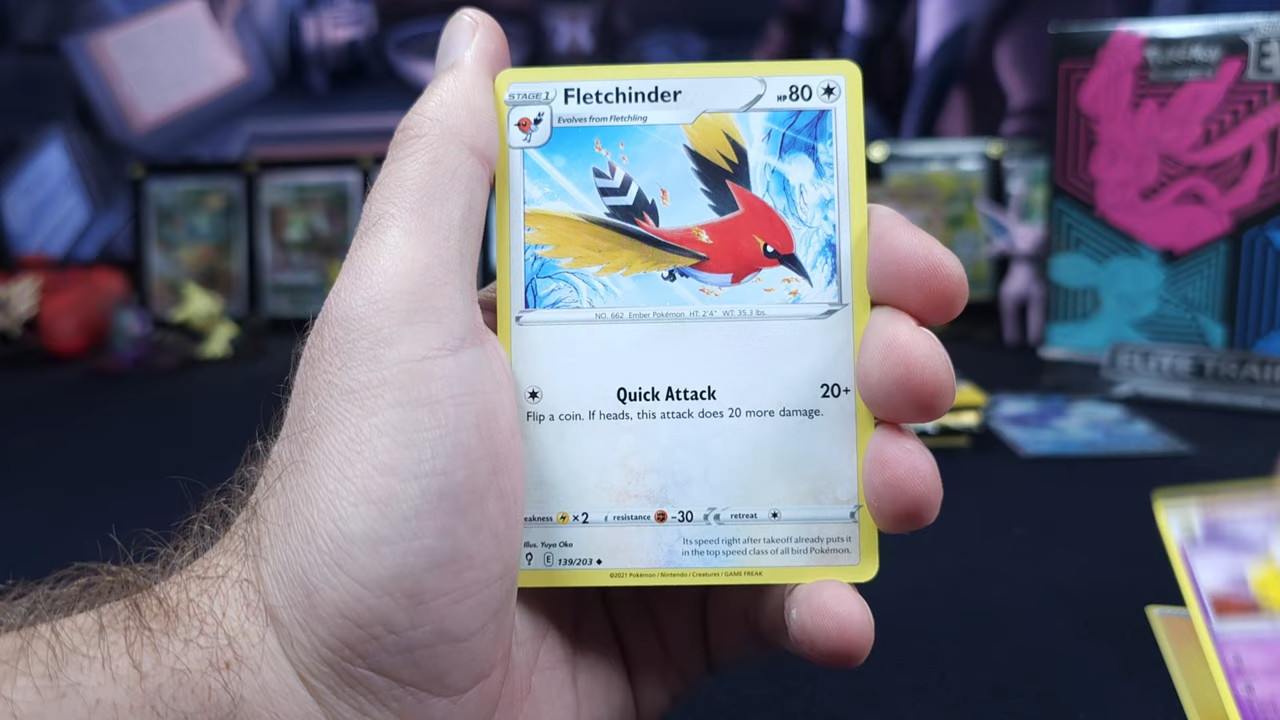 STAGE 1
Fletchinder
HP 80
Evolves from Fletchling
NO. 662 Ember Pokémon HT: 2'4" WT: 35.3 lbs.
Quick Attack 20+
Flip a coin. If heads, this attack does 20 more damage.
eakness ×2 resistance -30 retreat
Illus. Yuya Oka
Its speed right after takeoff already puts it
in the top speed class of all bird Pokémon.
E 139/203
©2021 Pokémon / Nintendo / Creatures / GAME FREAK
Pokémon
E
ELITE TRAI